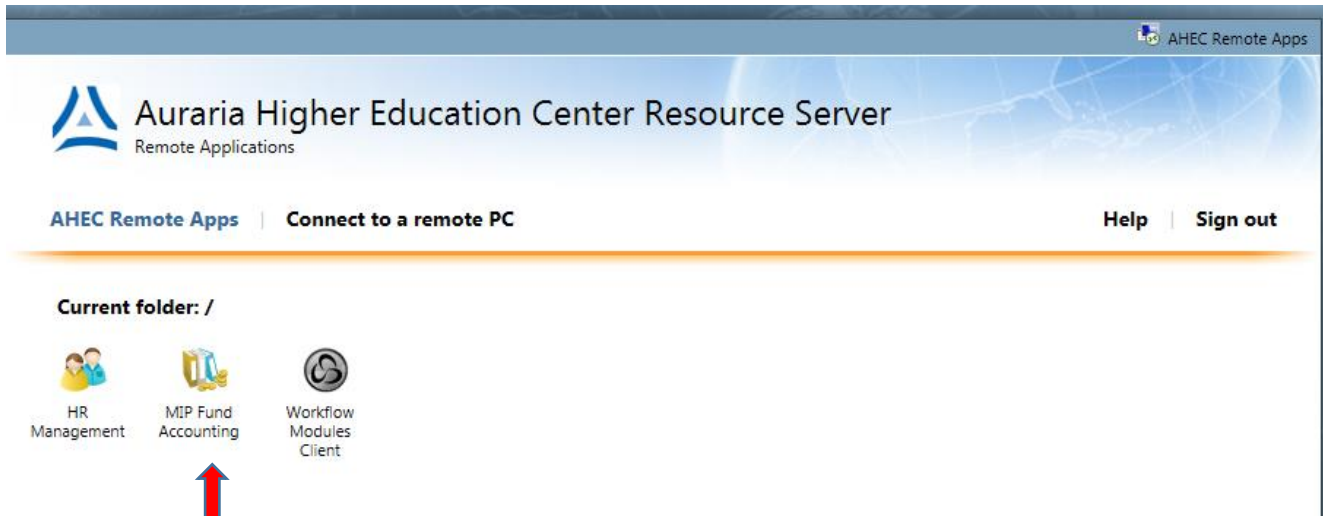 AHEC Remote Apps
Auraria Higher Education Center Resource Server
Remote Applications
AHEC Remote Apps | Connect to a remote PC
Help | Sign out
Current folder: /
HR
Management
MIP Fund
Accounting
Workflow
Modules
Client